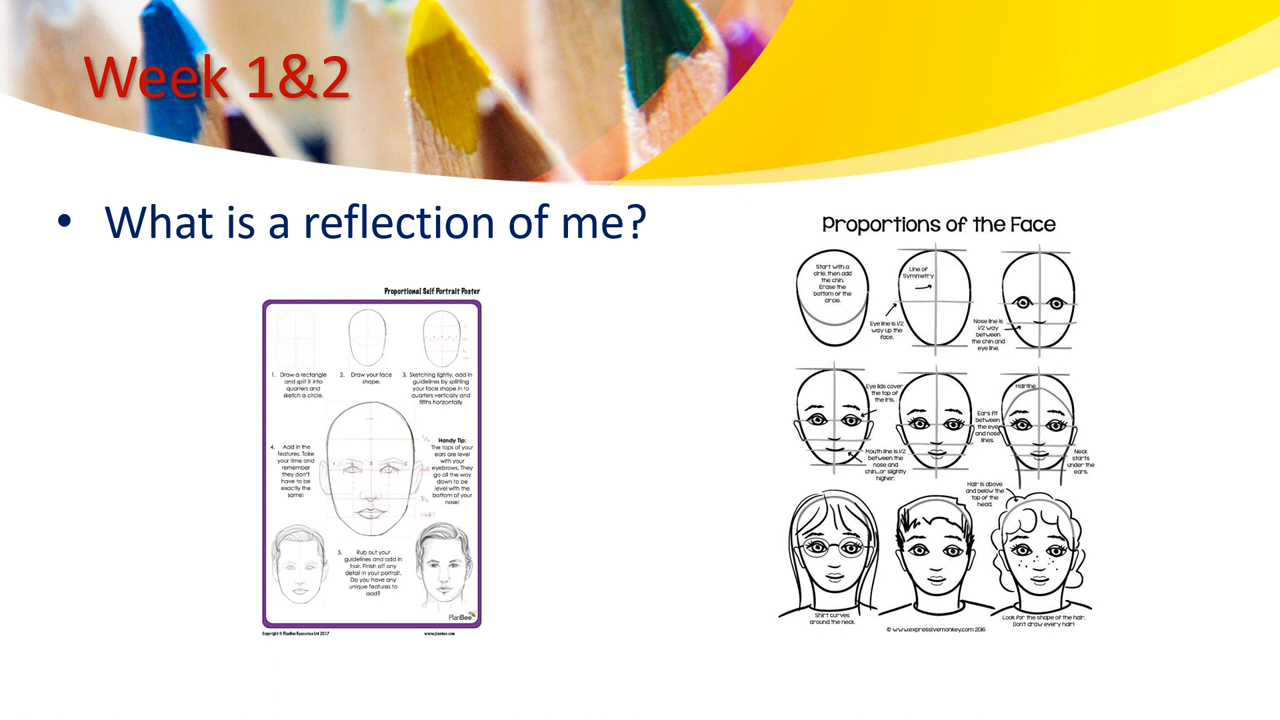 Week 1&2
• What is a reflection of me?
Proportional Self Portrait Poster
1. Draw a rectangle
and split it into
quarters and
sketch a circle.
2. Draw your face
shape.
3. Sketching lightly, add in
guidelines by splitting
your face shape in to
quarters vertically and
fifths horizontally
4. Add in the
features. Take
your time and
remember
they don't
have to be
exactly the
same!
Handy Tip:
The tops of your
ears are level
with your
eyebrows. They
go all the way
down to be
level with the
bottom of your
nose!
5. Rub out your
guidelines and add in
hair. Finish off any
detail in your portrait.
Do you have any
unique features to
add?
PlanBee
Copyright © PlanBee Resources Ltd 2017
www.planbee.com
Proportions of the Face
Start with a
cirle, then add
the chin.
Erase the
bottom of the
circle.
Line of
Symmetry
Eye line is 1/2
way up the
face.
Nose line is
1/2 way
between
the chin and
eye line.
Eye lids cover
the top of
the iris.
Mouth line is 1/2
between the
nose and
chin...or slightly
higher.
Hairline
Ears fit
between
the eye
and nose
lines.
Neck
starts
under the
ears.
Hair is above
and below the
top of the
head.
Shirt curves
around the neck.
Look for the shape of the hair.
Don't draw every hair!
© www.expressivemonkey.com 2016